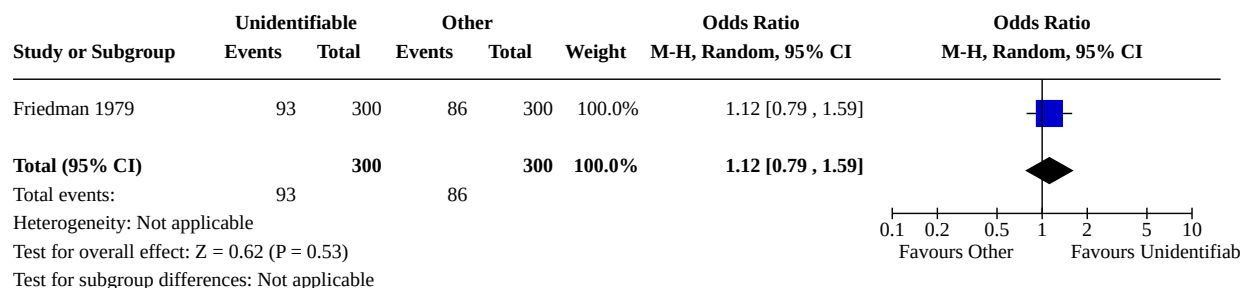 Unidentifiable Other Odds Ratio Odds Ratio
Study or Subgroup Events Total Events Total Weight M-H, Random, 95% CI M-H, Random, 95% CI
Friedman 1979 93 300 86 300 100.0% 1.12 [0.79 , 1.59]
Total (95% CI) 300 300 100.0% 1.12 [0.79 , 1.59]
Total events: 93 86
Heterogeneity: Not applicable
0.1 0.2 0.5 1 2 5 10
Test for overall effect: Z = 0.62 (P = 0.53) Favours Other Favours Unidentifiab
Test for subgroup differences: Not applicable